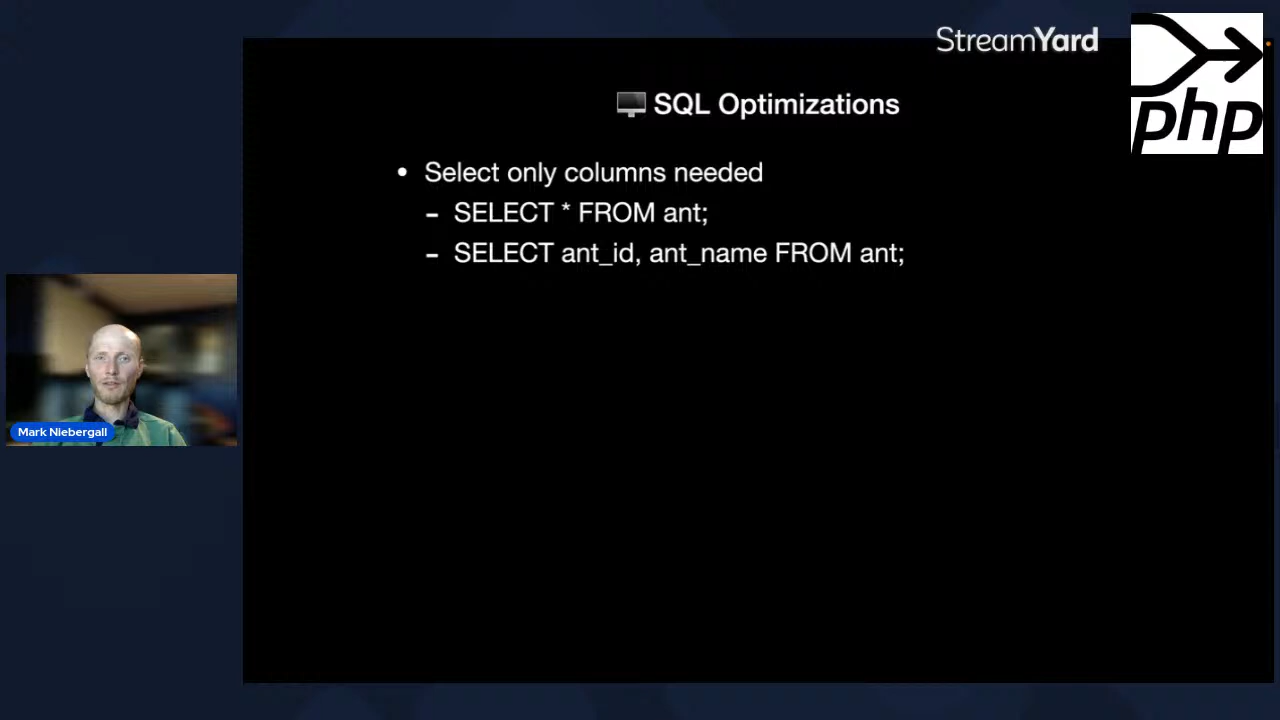 StreamYard
php
SQL Optimizations
• Select only columns needed
- SELECT * FROM ant;
- SELECT ant_id, ant_name FROM ant;
Mark Niebergall